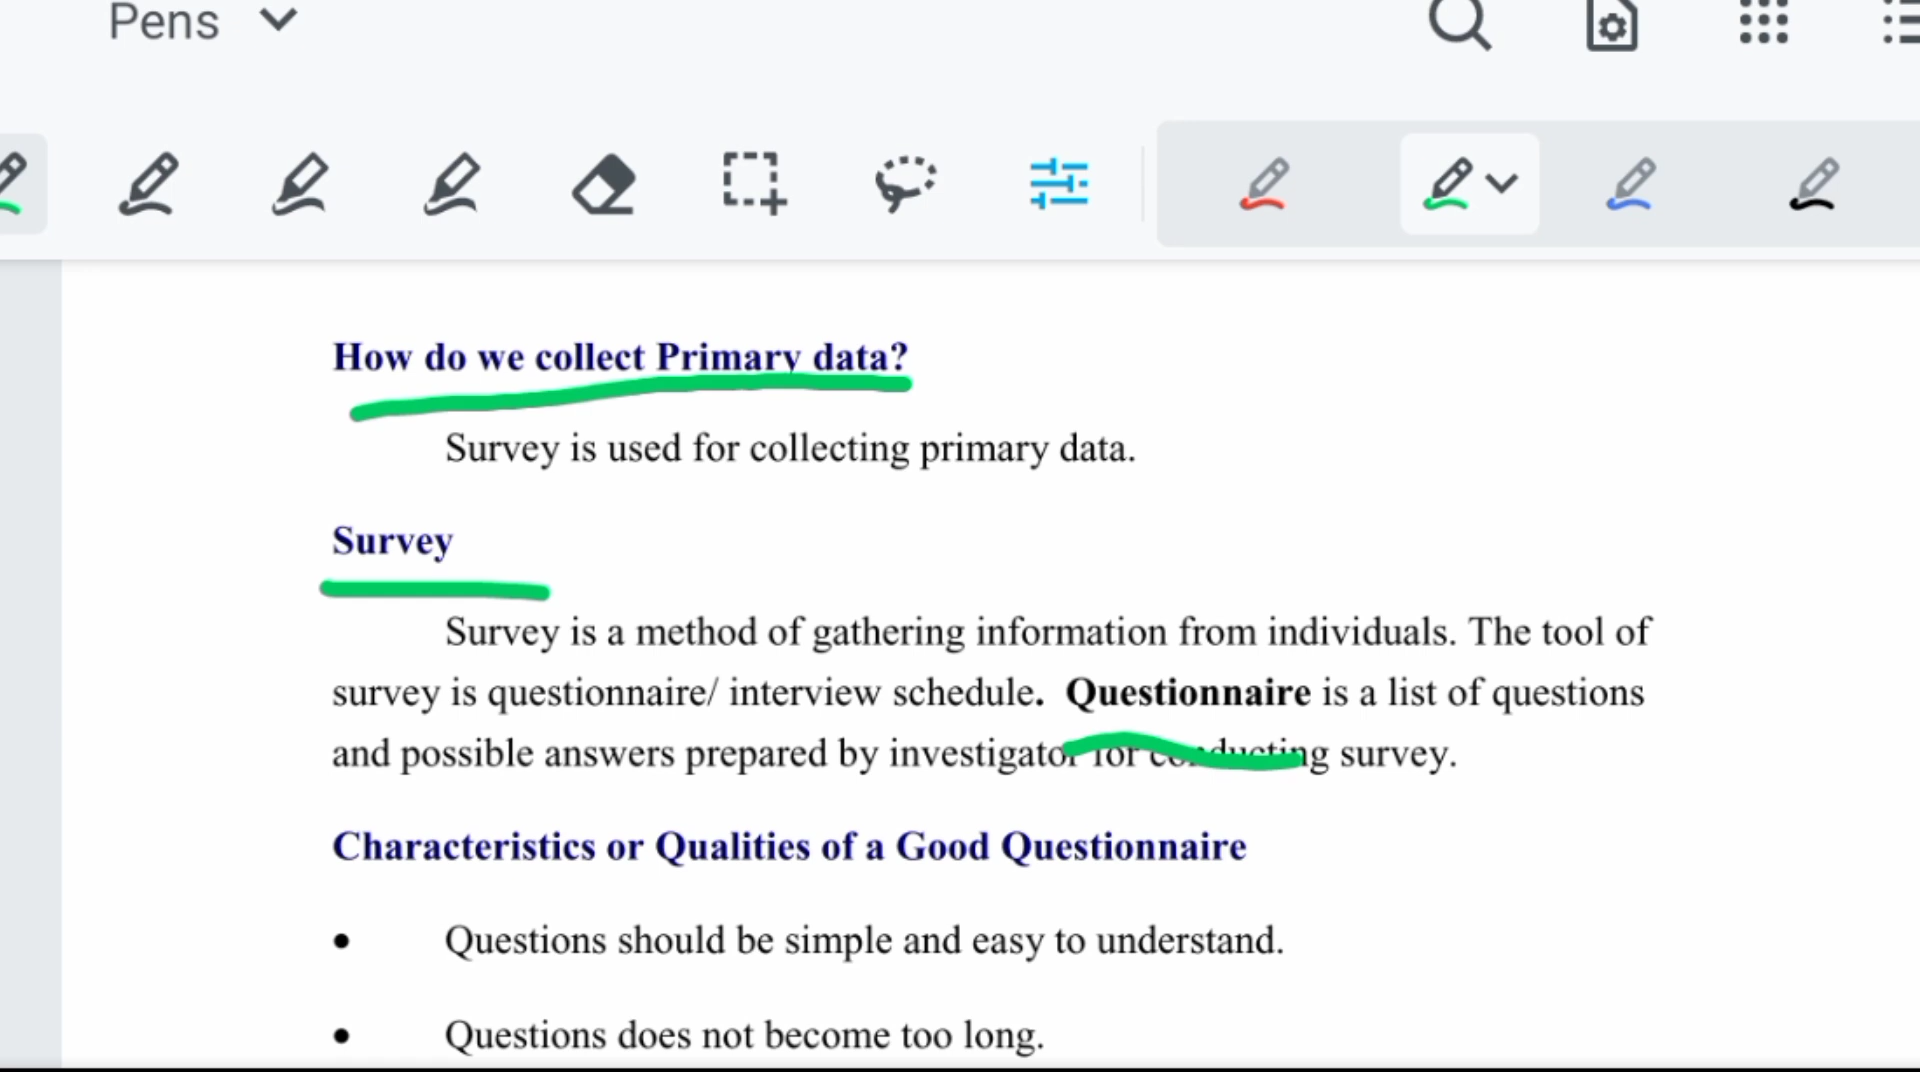 Pens
How do we collect Primary data?
Survey is used for collecting primary data.
Survey
Survey is a method of gathering information from individuals. The tool of
survey is questionnaire/ interview schedule. Questionnaire is a list of questions
and possible answers prepared by investigator for conducting survey.
Characteristics or Qualities of a Good Questionnaire
• Questions should be simple and easy to understand.
• Questions does not become too long.